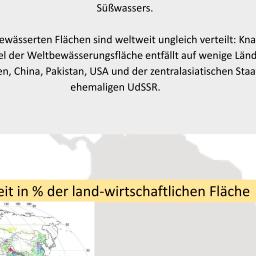 Süßwassers.
ewässerten Flächen sind weltweit ungleich verteilt: Kna
el der Weltbewässerungsfläche entfällt auf wenige Länd
en, China, Pakistan, USA und der zentralasiatischen Staa
ehemaligen UdSSR.
eit in % der land-wirtschaftlichen Fläche